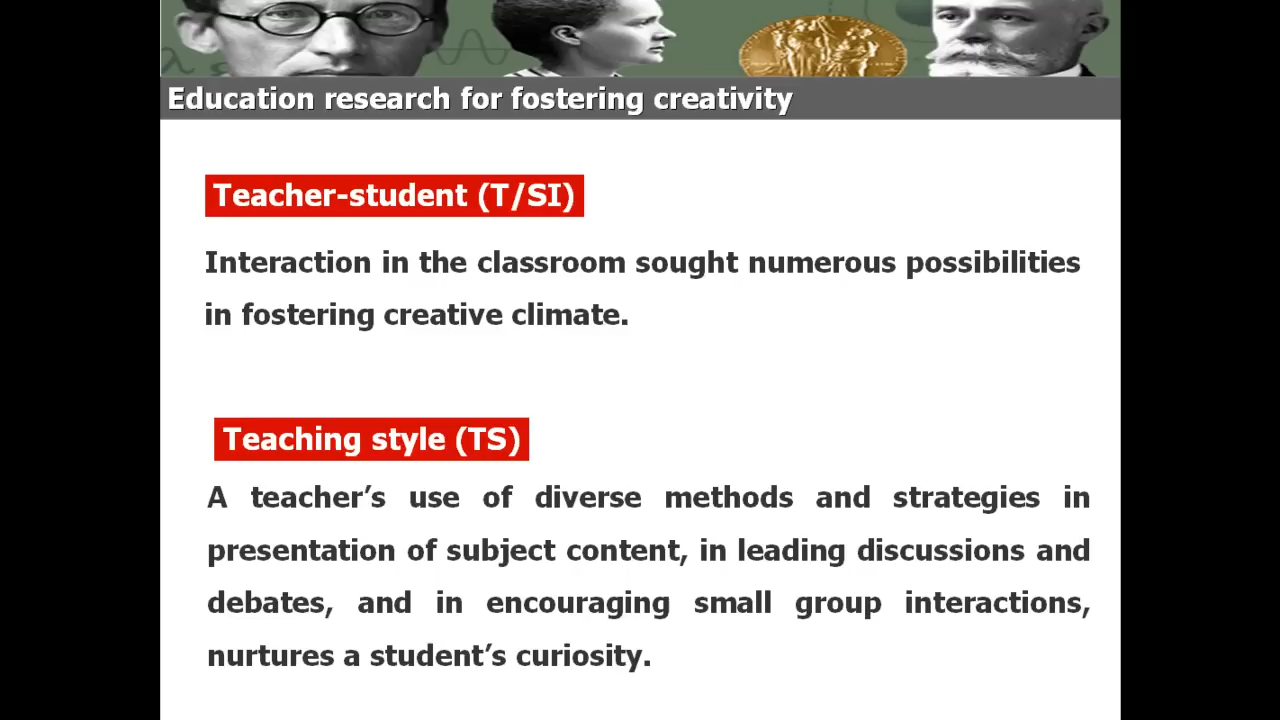 Education research for fostering creativity
Teacher-student (T/SI)
Interaction in the classroom sought numerous possibilities
in fostering creative climate.
Teaching style (TS)
A teacher’s use of diverse methods and strategies in
presentation of subject content, in leading discussions and
debates, and in encouraging small group interactions,
nurtures a student’s curiosity.